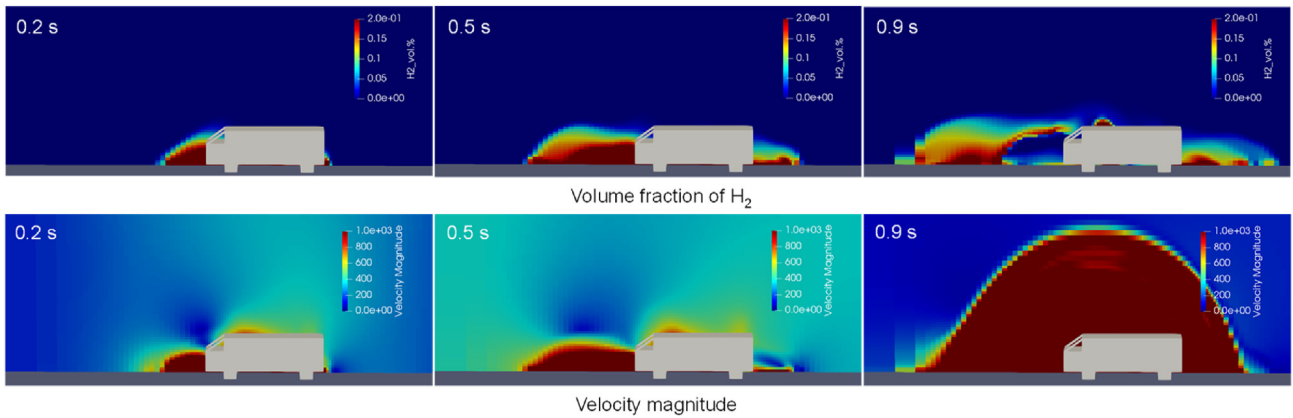 0.2 s
2.0e-01
0.15
0.1
0.05
0.0e+00
H2_vol.%
0.5 s
2.0e-01
0.15
0.1
0.05
0.0e+00
H2_vol.%
0.9 s
2.0e-01
0.15
0.1
0.05
0.0e+00
H2_vol.%
Volume fraction of H₂
0.2 s
1.0e+03
800
600
400
200
0.0e+00
Velocity Magnitude
0.5 s
1.0e+03
800
600
400
200
0.0e+00
Velocity Magnitude
0.9 s
1.0e+03
800
600
400
200
0.0e+00
Velocity Magnitude
Velocity magnitude